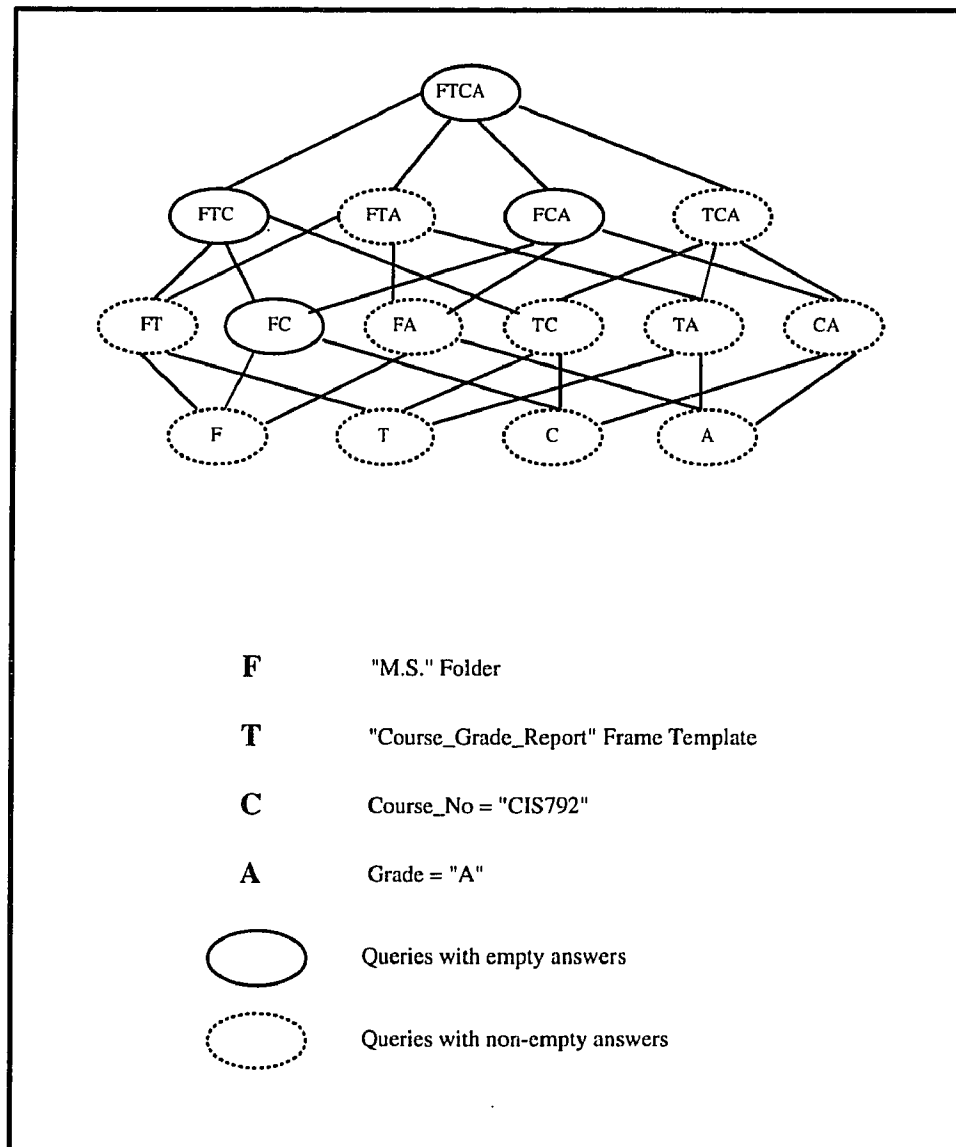 FTCA
FTC FTA FCA TCA
FT FC FA TC TA CA
F T C A
F "M.S." Folder
T "Course_Grade_Report" Frame Template
C Course_No = "CIS792"
A Grade = "A"
Queries with empty answers
Queries with non-empty answers